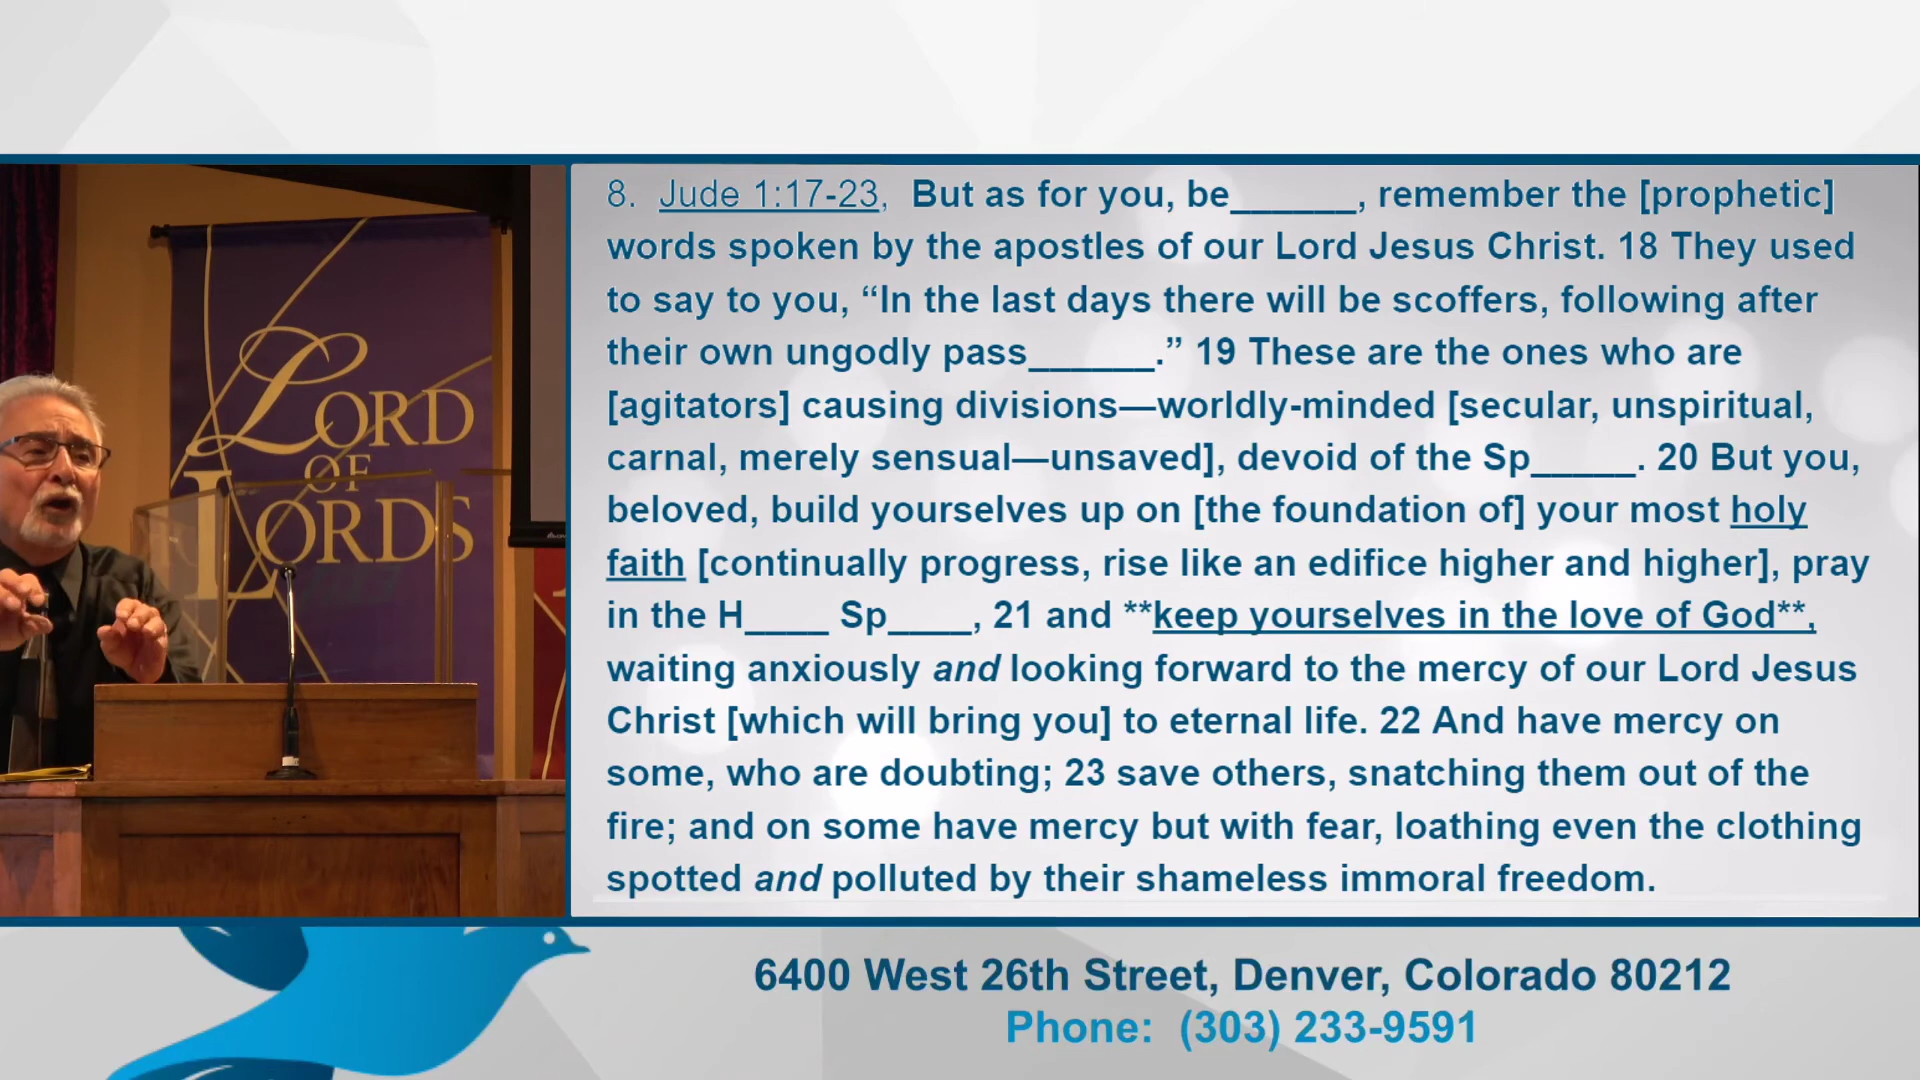 LORD
OF
LORDS
8. Jude 1:17-23, But as for you, be______, remember the [prophetic]
words spoken by the apostles of our Lord Jesus Christ. 18 They used
to say to you, “In the last days there will be scoffers, following after
their own ungodly pass______.” 19 These are the ones who are
[agitators] causing divisions—worldly-minded [secular, unspiritual,
carnal, merely sensual—unsaved], devoid of the Sp_____. 20 But you,
beloved, build yourselves up on [the foundation of] your most holy
faith [continually progress, rise like an edifice higher and higher], pray
in the H____ Sp____, 21 and **keep yourselves in the love of God**,
waiting anxiously and looking forward to the mercy of our Lord Jesus
Christ [which will bring you] to eternal life. 22 And have mercy on
some, who are doubting; 23 save others, snatching them out of the
fire; and on some have mercy but with fear, loathing even the clothing
spotted and polluted by their shameless immoral freedom.
6400 West 26th Street, Denver, Colorado 80212
Phone: (303) 233-9591